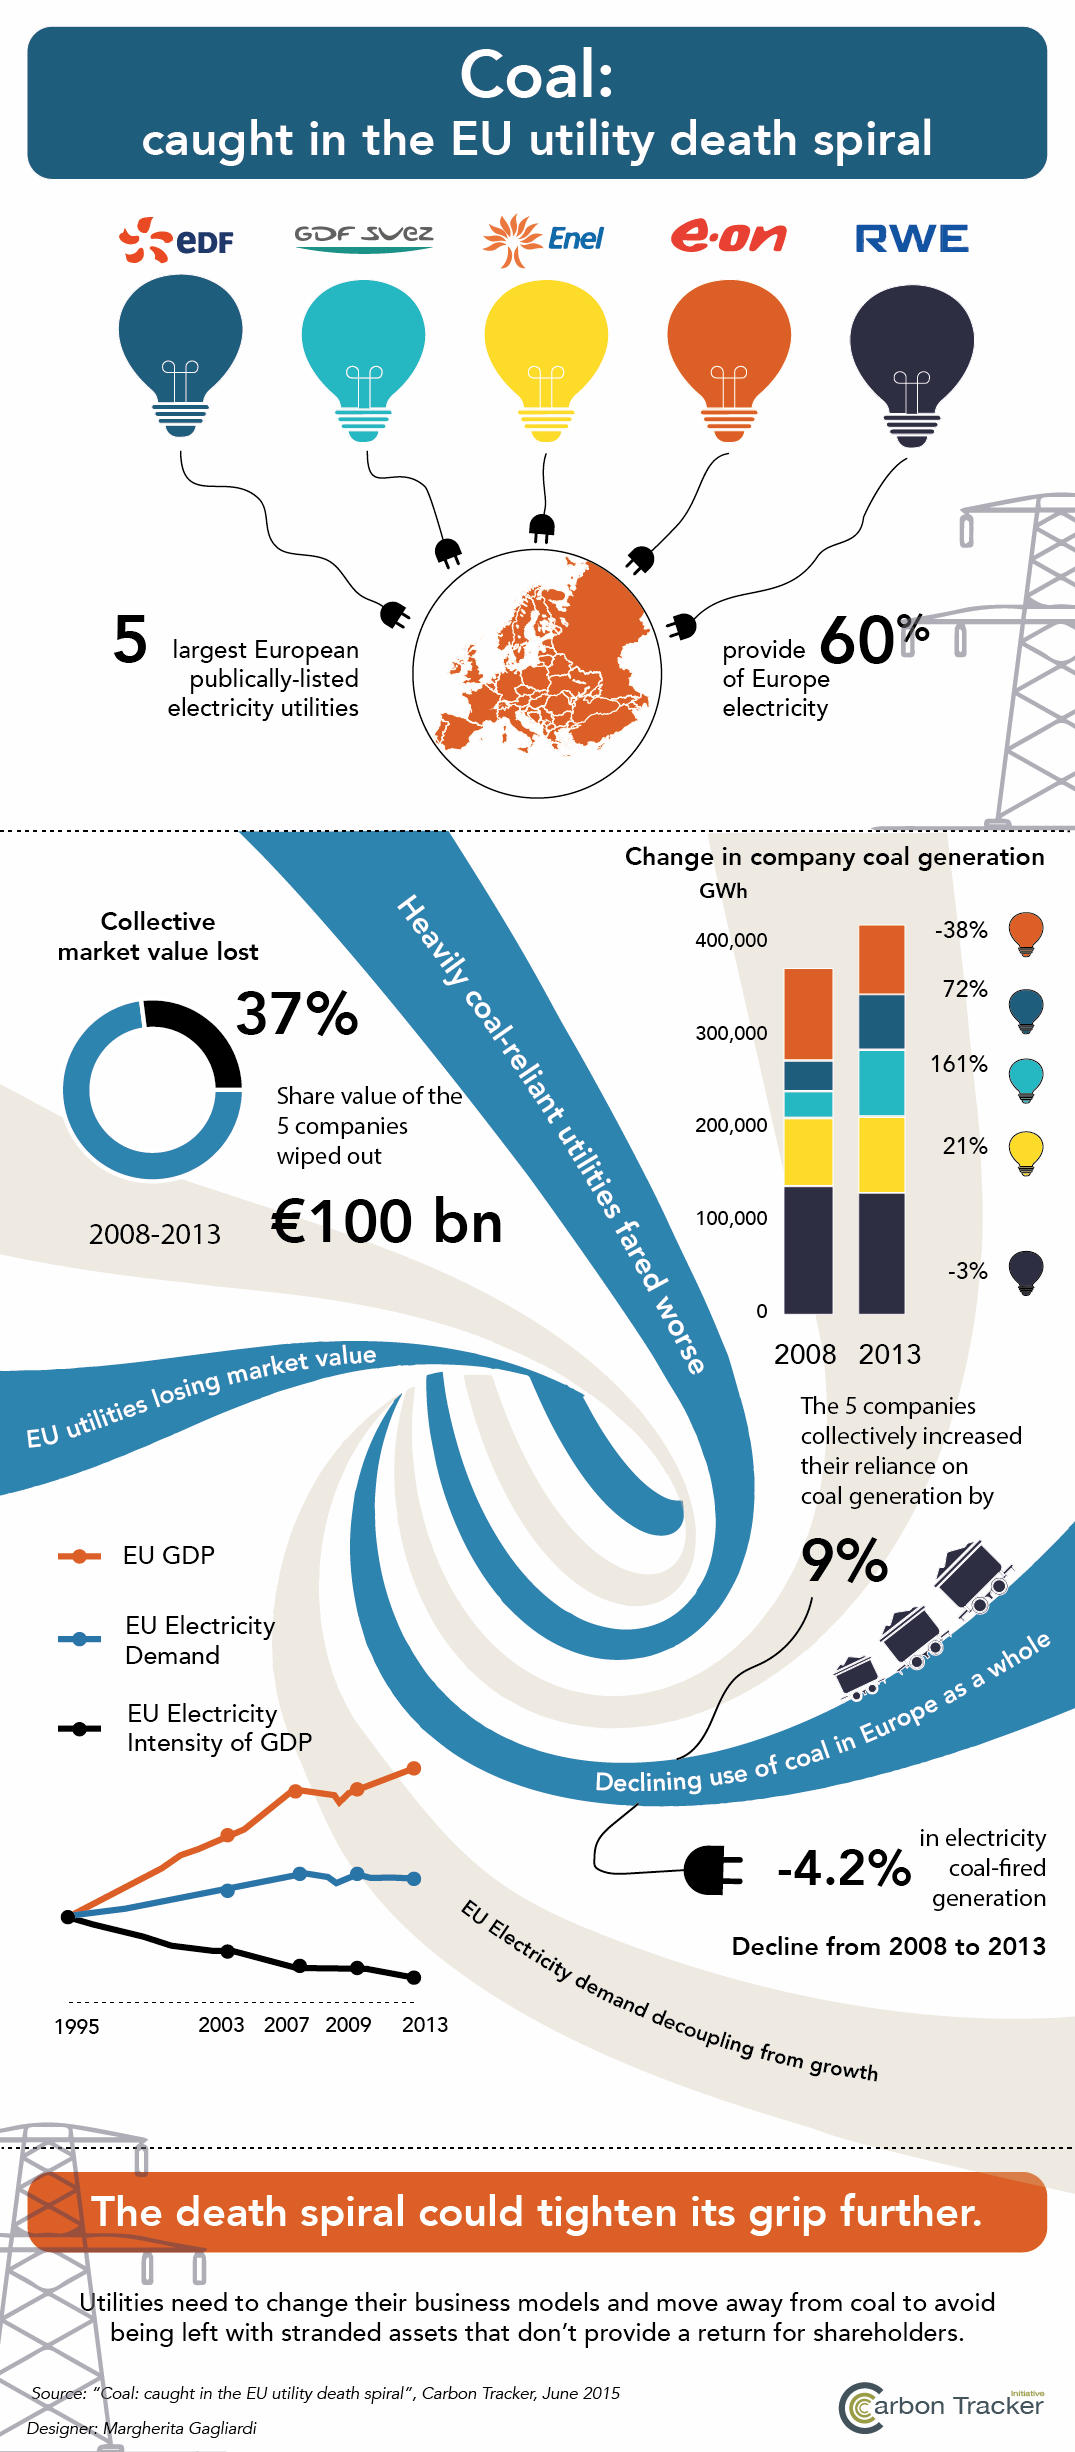 Coal:
caught in the EU utility death spiral
eDF
GDF SUEZ
Enel
e·on
RWE
5
largest European
publically-listed
electricity utilities
provide 60%
of Europe
electricity
Change in company coal generation
GWh
400,000
300,000
200,000
100,000
0
2008 2013
-38%
72%
161%
21%
-3%
Collective
market value lost
37%
2008-2013
Share value of the
5 companies
wiped out
€100 bn
Heavily coal-reliant utilities fared worse
EU utilities losing market value
The 5 companies
collectively increased
their reliance on
coal generation by
9%
Declining use of coal in Europe as a whole
-4.2%
in electricity
coal-fired
generation
Decline from 2008 to 2013
EU GDP
EU Electricity
Demand
EU Electricity
Intensity of GDP
1995 2003 2007 2009 2013
EU Electricity demand decoupling from growth
The death spiral could tighten its grip further.
Utilities need to change their business models and move away from coal to avoid
being left with stranded assets that don’t provide a return for shareholders.
Source: “Coal: caught in the EU utility death spiral”, Carbon Tracker, June 2015
Designer: Margherita Gagliardi
Carbon Tracker
Initiative